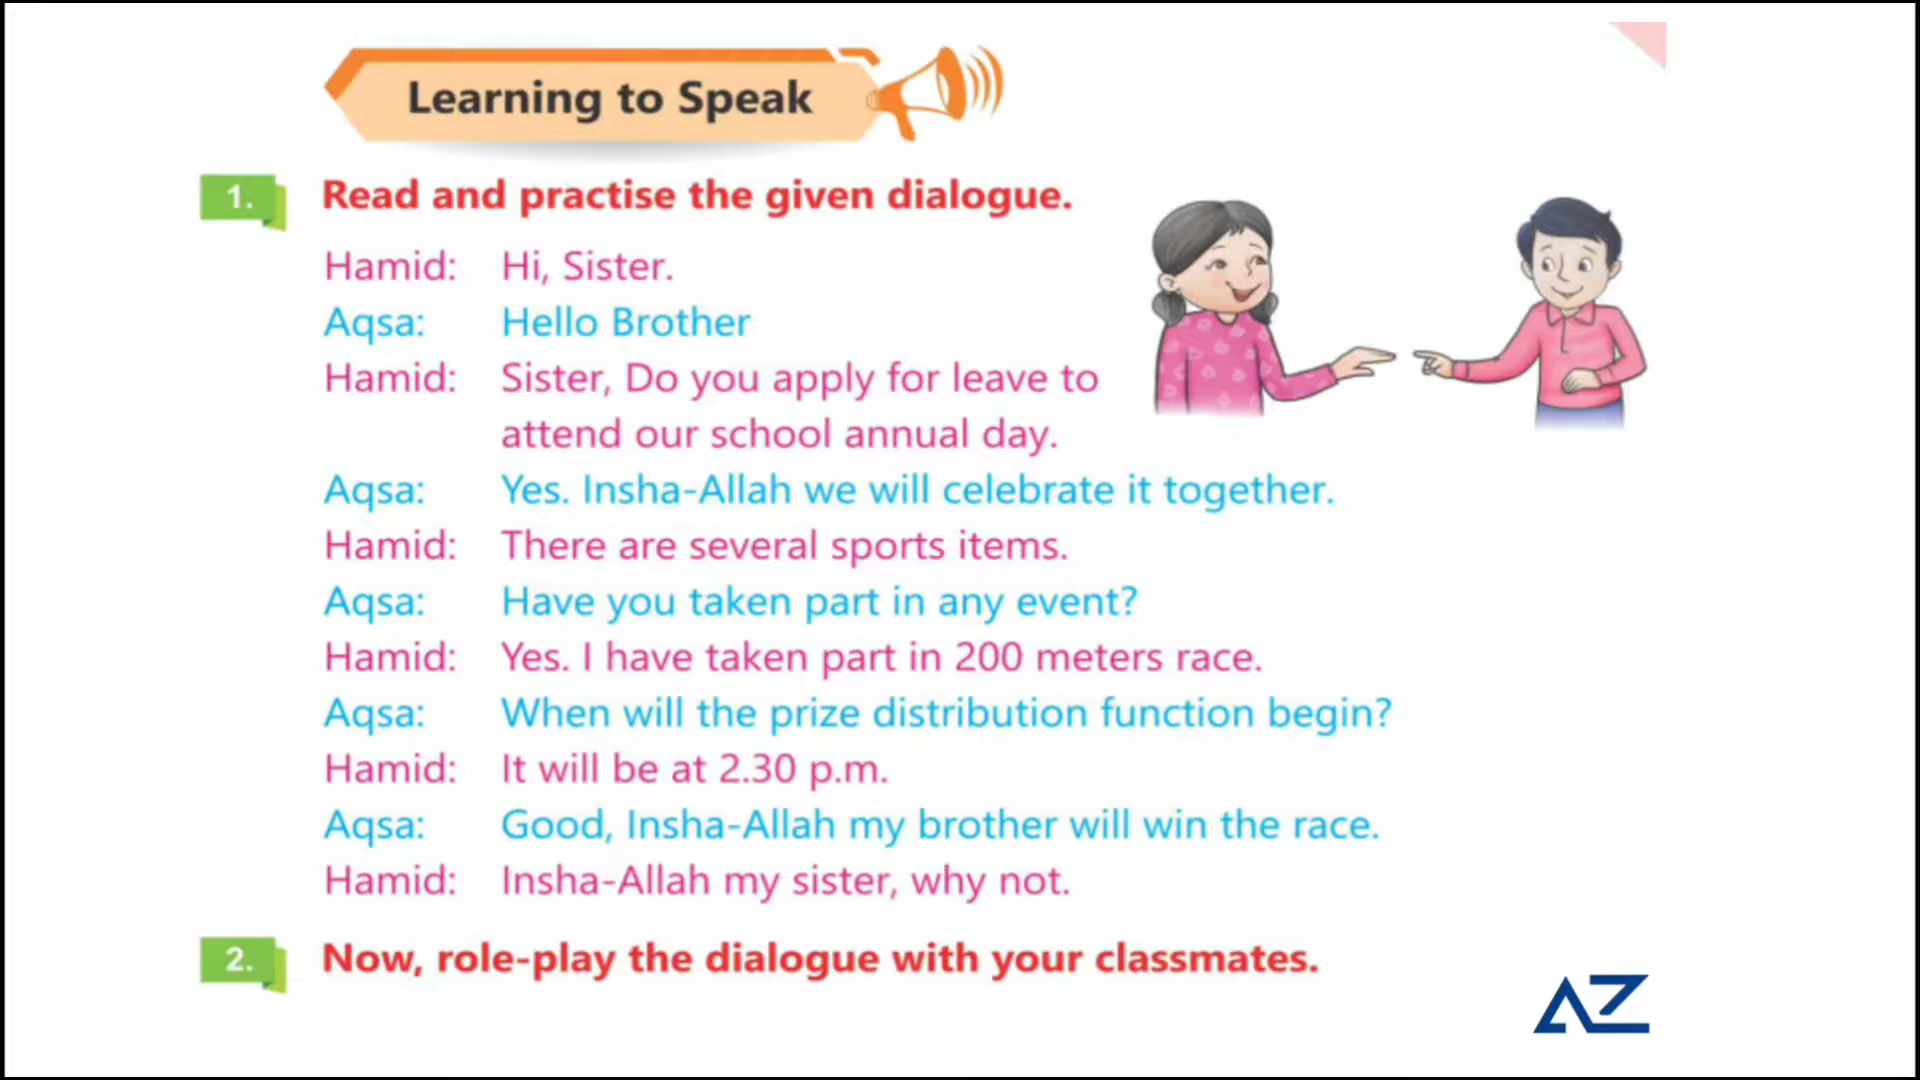 Learning to Speak
1. Read and practise the given dialogue.
Hamid: Hi, Sister.
Aqsa: Hello Brother
Hamid: Sister, Do you apply for leave to
attend our school annual day.
Aqsa: Yes. Insha-Allah we will celebrate it together.
Hamid: There are several sports items.
Aqsa: Have you taken part in any event?
Hamid: Yes. I have taken part in 200 meters race.
Aqsa: When will the prize distribution function begin?
Hamid: It will be at 2.30 p.m.
Aqsa: Good, Insha-Allah my brother will win the race.
Hamid: Insha-Allah my sister, why not.
2. Now, role-play the dialogue with your classmates.
AZ